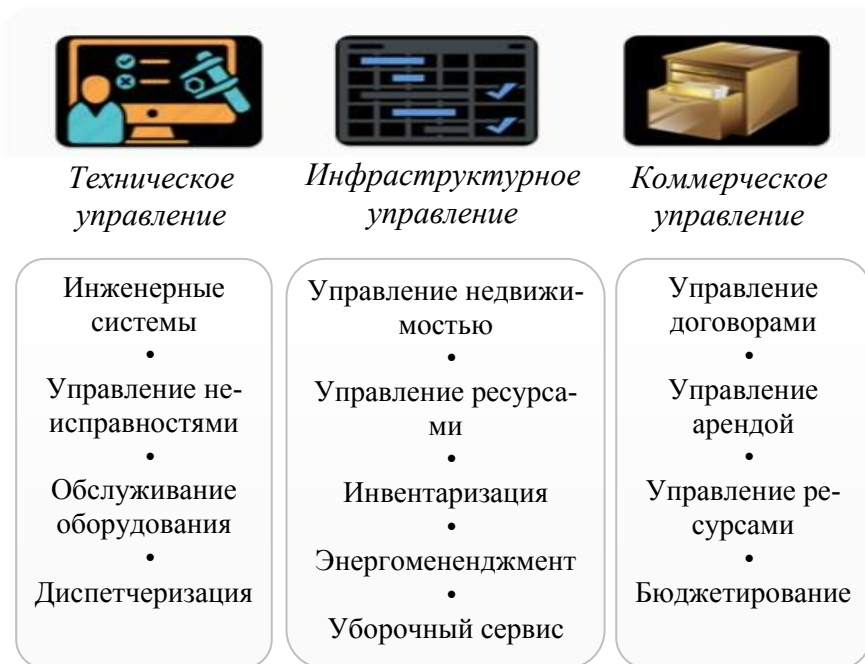 Техническое
управление
Инженерные
системы
•
Управление не-
исправностями
•
Обслуживание
оборудования
•
Диспетчеризация
Инфраструктурное
управление
Управление недвижи-
мостью
•
Управление ресурса-
ми
•
Инвентаризация
•
Энергомененджмент
•
Уборочный сервис
Коммерческое
управление
Управление
договорами
•
Управление
арендой
•
Управление ре-
сурсами
•
Бюджетирование